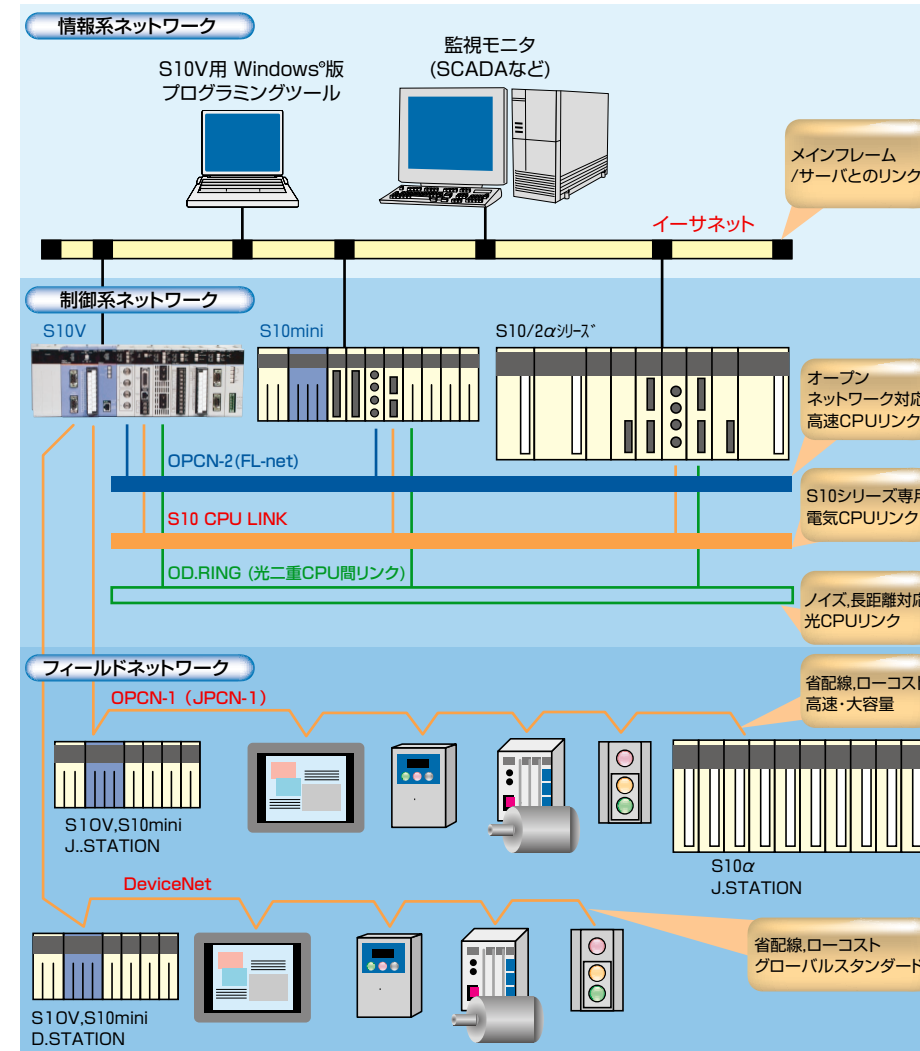 情報系ネットワーク
監視モニタ
(SCADAなど)
S10V用 Windows®版
プログラミングツール
メインフレーム
/サーバとのリンク
イーサネット
制御系ネットワーク
S10V
S10mini
S10/2αｼﾘｰｽﾞ
オープン
ネットワーク対応
高速CPUリンク
OPCN-2(FL-net)
S10シリーズ専用
電気CPUリンク
S10 CPU LINK
OD.RING (光二重CPU間リンク)
ノイズ,長距離対応
光CPUリンク
フィールドネットワーク
OPCN-1 (JPCN-1)
省配線,ローコスト
高速・大容量
S10V,S10mini
J..STATION
S10α
J.STATION
DeviceNet
省配線,ローコスト
グローバルスタンダード
S10V,S10mini
D.STATION